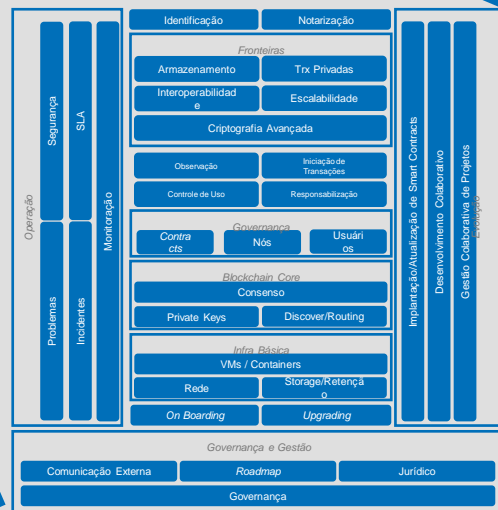 Identificação
Notarização
Fronteiras
Armazenamento
Trx Privadas
Interoperabilidad
e
Escalabilidade
Criptografia Avançada
Observação
Iniciação de
Transações
Controle de Uso
Responsabilização
Governança
Contra
cts
Nós
Usuári
os
Blockchain Core
Consenso
Private Keys
Discover/Routing
Infra Básica
VMs / Containers
Rede
Storage/Retençã
o
On Boarding
Upgrading
Operação
Segurança
Problemas
SLA
Incidentes
Monitoração
Implantação/Atualização de Smart Contracts
Desenvolvimento Colaborativo
Gestão Colaborativa de Projetos
Evolução
Governança e Gestão
Comunicação Externa
Roadmap
Jurídico
Governança